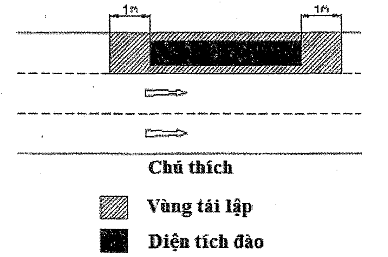 1m 1m
Chú thích
Vùng tái lập
Diện tích đào